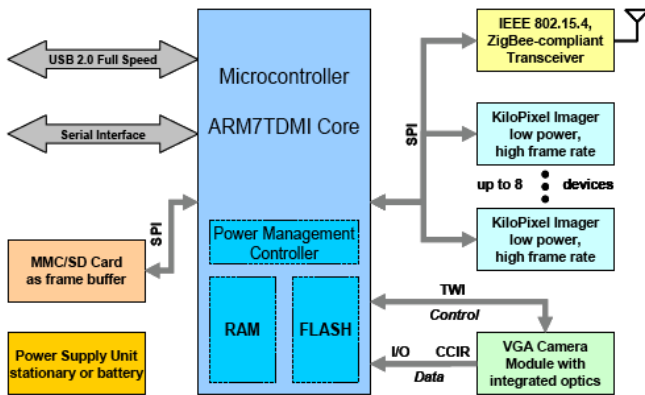 USB 2.0 Full Speed
Serial Interface
SPI
MMC/SD Card
as frame buffer
Power Supply Unit
stationary or battery
Microcontroller
ARM7TDMI Core
Power Management
Controller
RAM
FLASH
SPI
IEEE 802.15.4,
ZigBee-compliant
Transceiver
KiloPixel Imager
low power,
high frame rate
up to 8 devices
KiloPixel Imager
low power,
high frame rate
TWI
Control
I/O CCIR
Data
VGA Camera
Module with
integrated optics